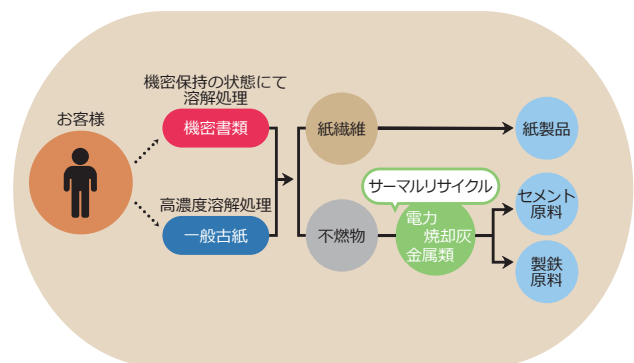 お客様
機密保持の状態にて
溶解処理
機密書類
高濃度溶解処理
一般古紙
紙繊維
不燃物
サーマルリサイクル
電力
焼却灰
金属類
紙製品
セメント
原料
製鉄
原料